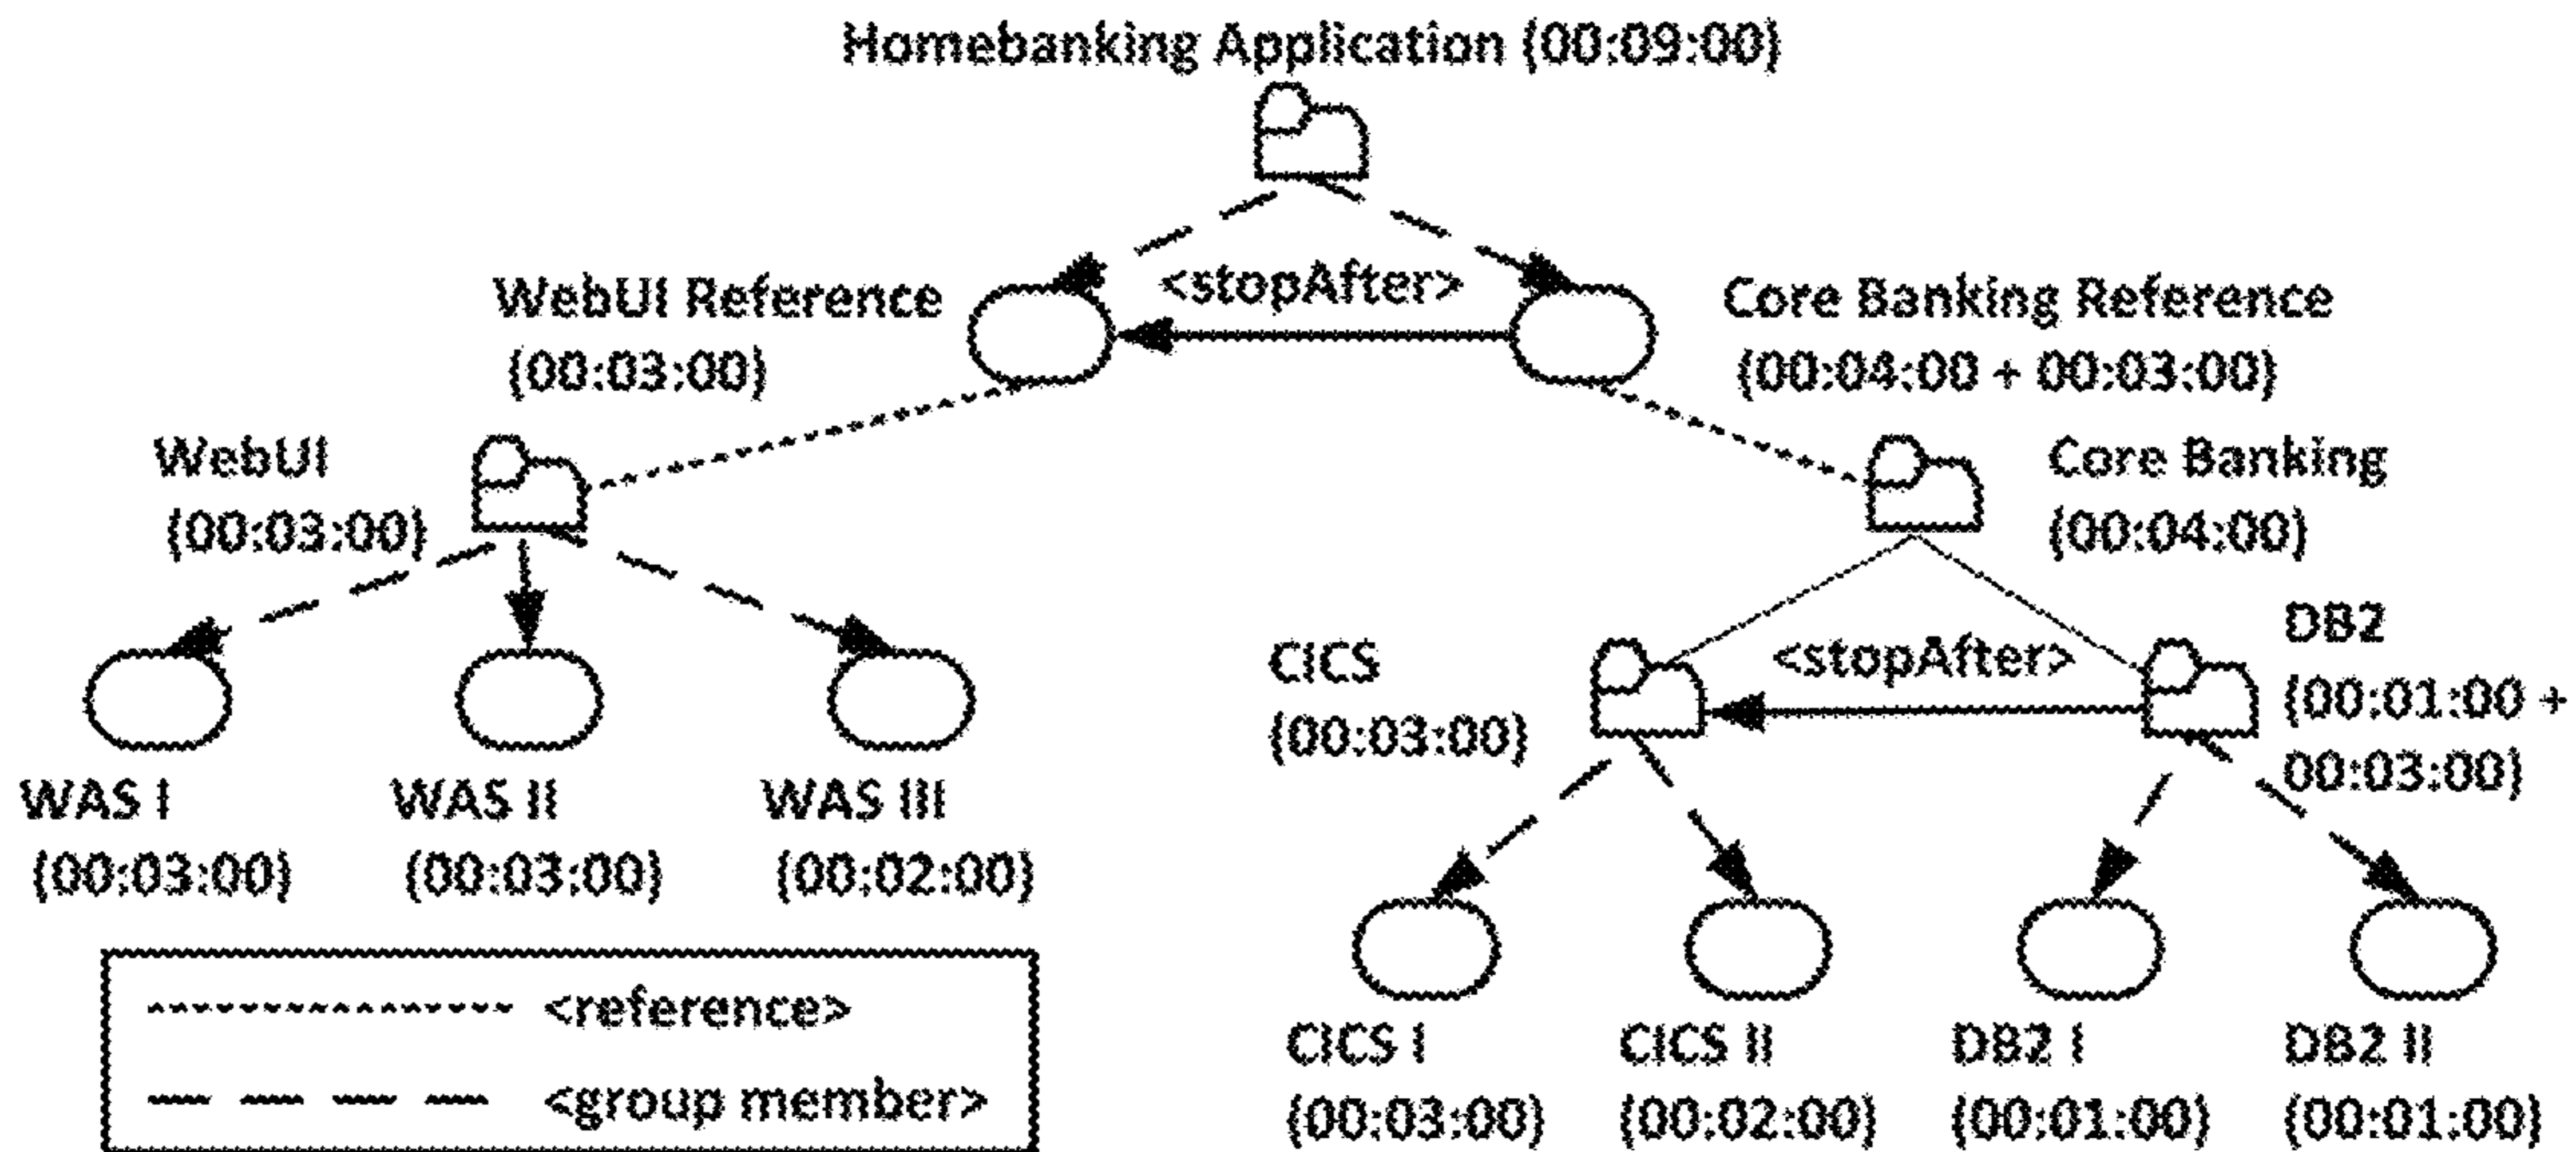 Homebanking Application (00:09:00)
<stopAfter>
WebUI Reference
(00:03:00)
Core Banking Reference
(00:04:00 + 00:03:00)
WebUI
(00:03:00)
Core Banking
(00:04:00)
WAS I
(00:03:00)
WAS II
(00:03:00)
WAS III
(00:02:00)
CICS
(00:03:00)
<stopAfter>
DB2
(00:01:00 +
00:03:00)
CICS I
(00:03:00)
CICS II
(00:02:00)
DB2 I
(00:01:00)
DB2 II
(00:01:00)
<reference>
<group member>